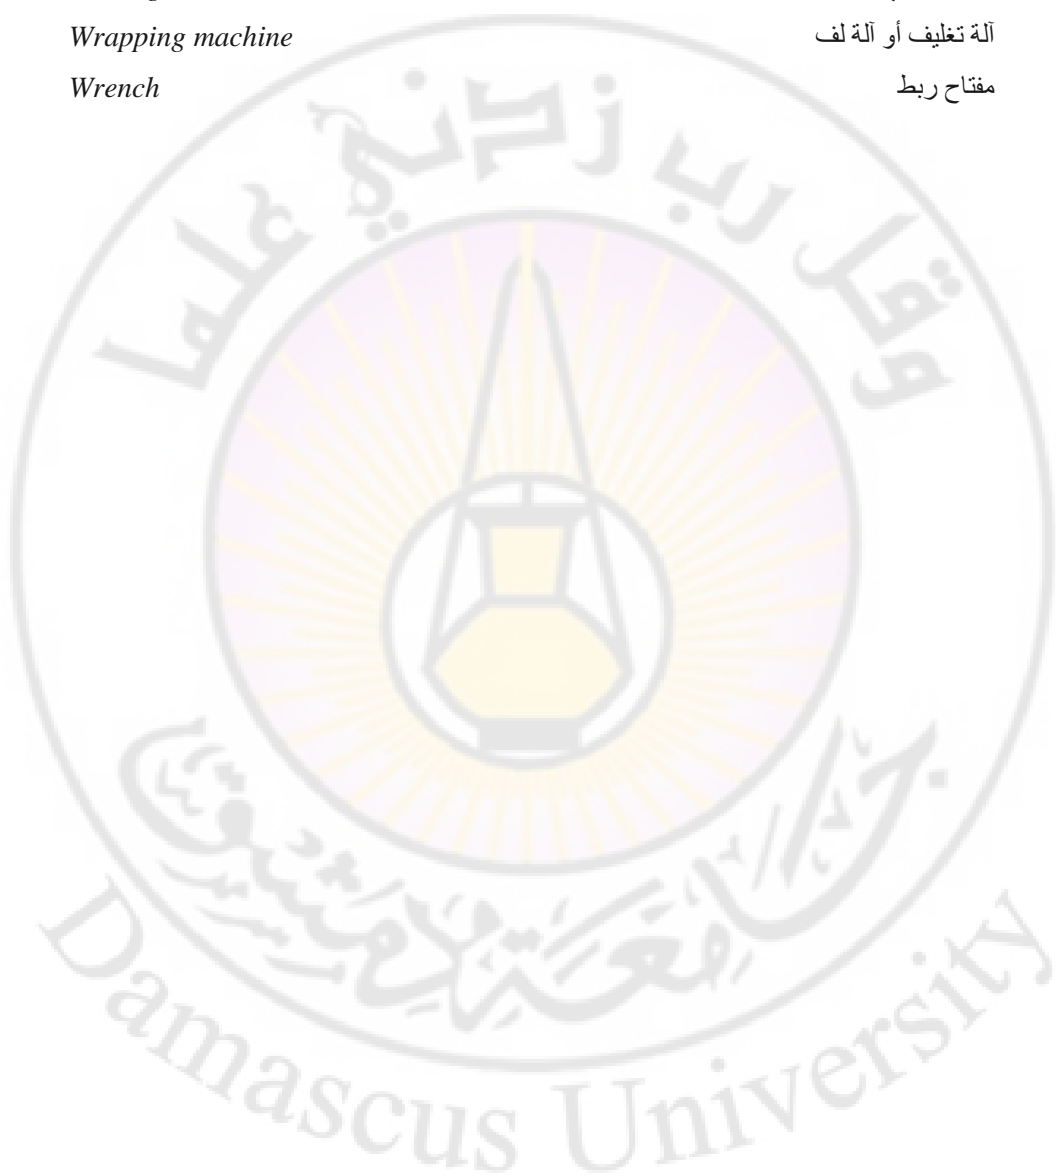 Wrapping machine آلة تغليف أو آلة لف
Wrench مفتاح ربط
وقل رب زدني علما
جامعة دمشق
Damascus University